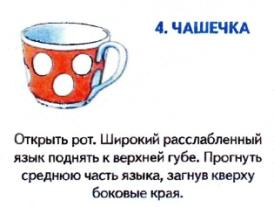 4. ЧАШЕЧКА
Открыть рот. Широкий расслабленный
язык поднять к верхней губе. Прогнуть
среднюю часть языка, загнув кверху
боковые края.